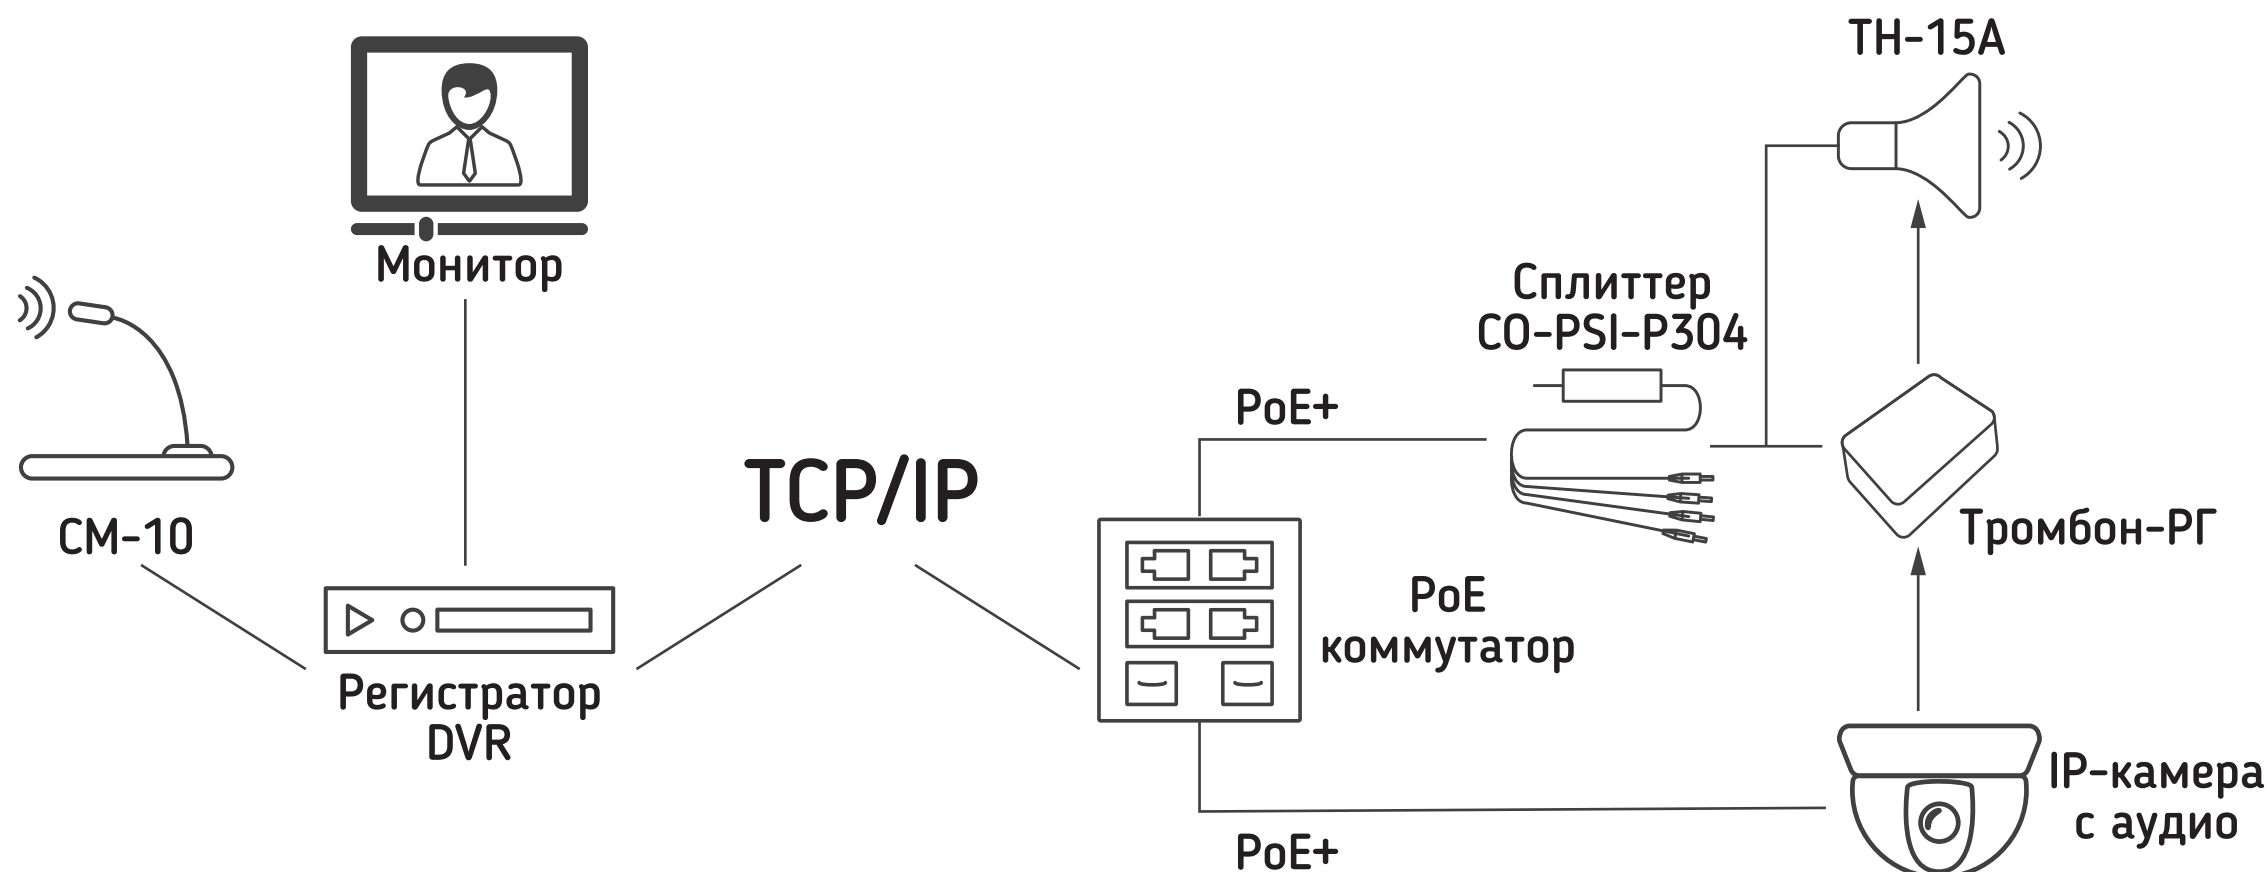 TH-15A
Монитор
Сплиттер
CO-PSI-P304
PoE+
TCP/IP
CM-10
Тромбон-РГ
PoE
коммутатор
Регистратор
DVR
IP-камера
с аудио
PoE+